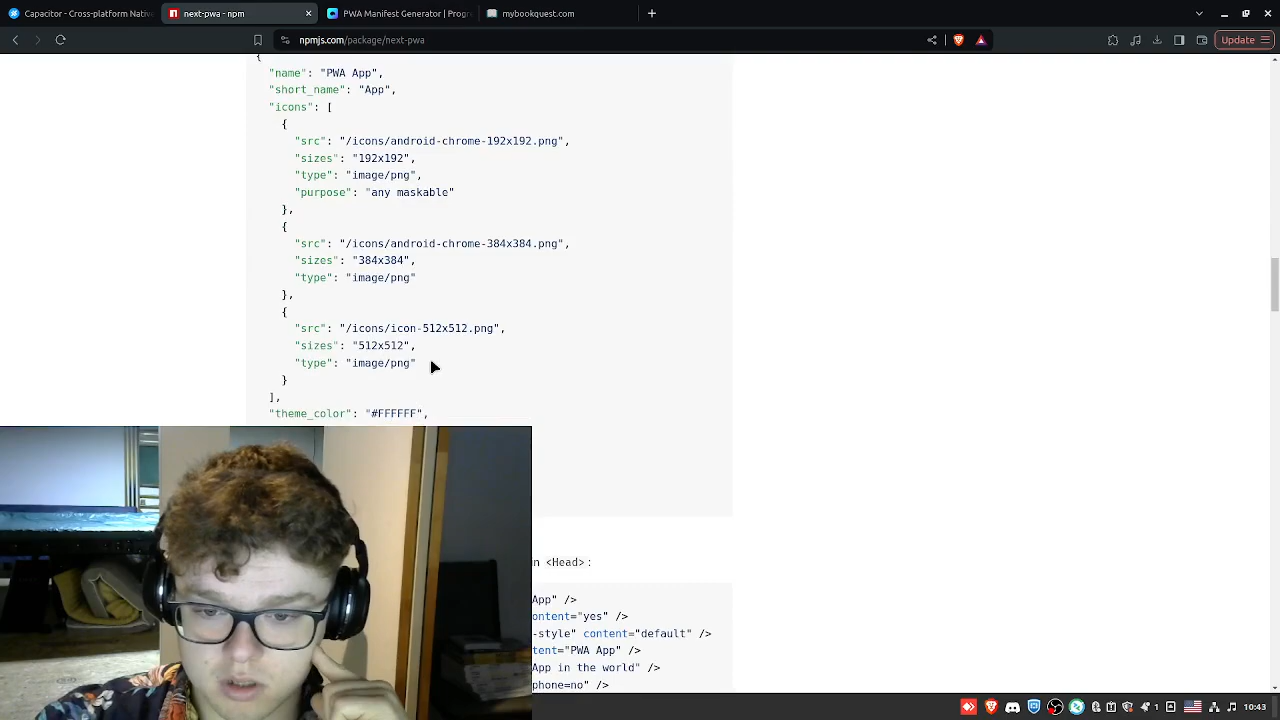 Capacitor - Cross-platform Native
next-pwa - npm
PWA Manifest Generator | Progre
mybookquest.com
npmjs.com/package/next-pwa
Update
{
"name": "PWA App",
"short_name": "App",
"icons": [
{
"src": "/icons/android-chrome-192x192.png",
"sizes": "192x192",
"type": "image/png",
"purpose": "any maskable"
},
{
"src": "/icons/android-chrome-384x384.png",
"sizes": "384x384",
"type": "image/png"
},
{
"src": "/icons/icon-512x512.png",
"sizes": "512x512",
"type": "image/png"
}
],
"theme_color": "#FFFFFF",
n <Head>:
App" />
ontent="yes" />
-style" content="default" />
tent="PWA App" />
App in the world" />
phone=no" />
1
10:43